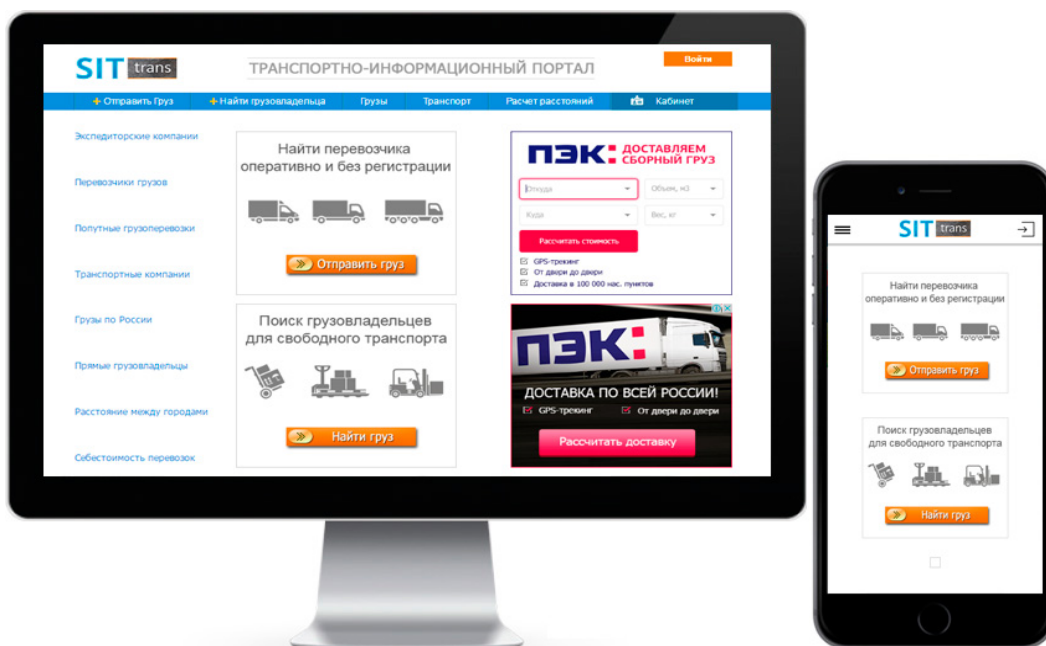 SIT trans
ТРАНСПОРТНО-ИНФОРМАЦИОННЫЙ ПОРТАЛ
Войти
+ Отправить Груз
+ Найти грузовладельца
Грузы
Транспорт
Расчет расстояний
Кабинет
Экспедиторские компании
Перевозчики грузов
Попутные грузоперевозки
Транспортные компании
Грузы по России
Прямые грузовладельцы
Расстояние между городами
Себестоимость перевозок
Найти перевозчика
оперативно и без регистрации
Отправить груз
Поиск грузовладельцев
для свободного транспорта
Найти груз
ПЭК: ДОСТАВЛЯЕМ
СБОРНЫЙ ГРУЗ
Откуда
Объем, м3
Куда
Вес, кг
Рассчитать стоимость
GPS-трекинг
От двери до двери
Доставка в 100 000 нас. пунктов
ПЭК:
ДОСТАВКА ПО ВСЕЙ РОССИИ!
GPS-трекинг
От двери до двери
Рассчитать доставку
SIT trans
Найти перевозчика
оперативно и без регистрации
Отправить груз
Поиск грузовладельцев
для свободного транспорта
Найти груз